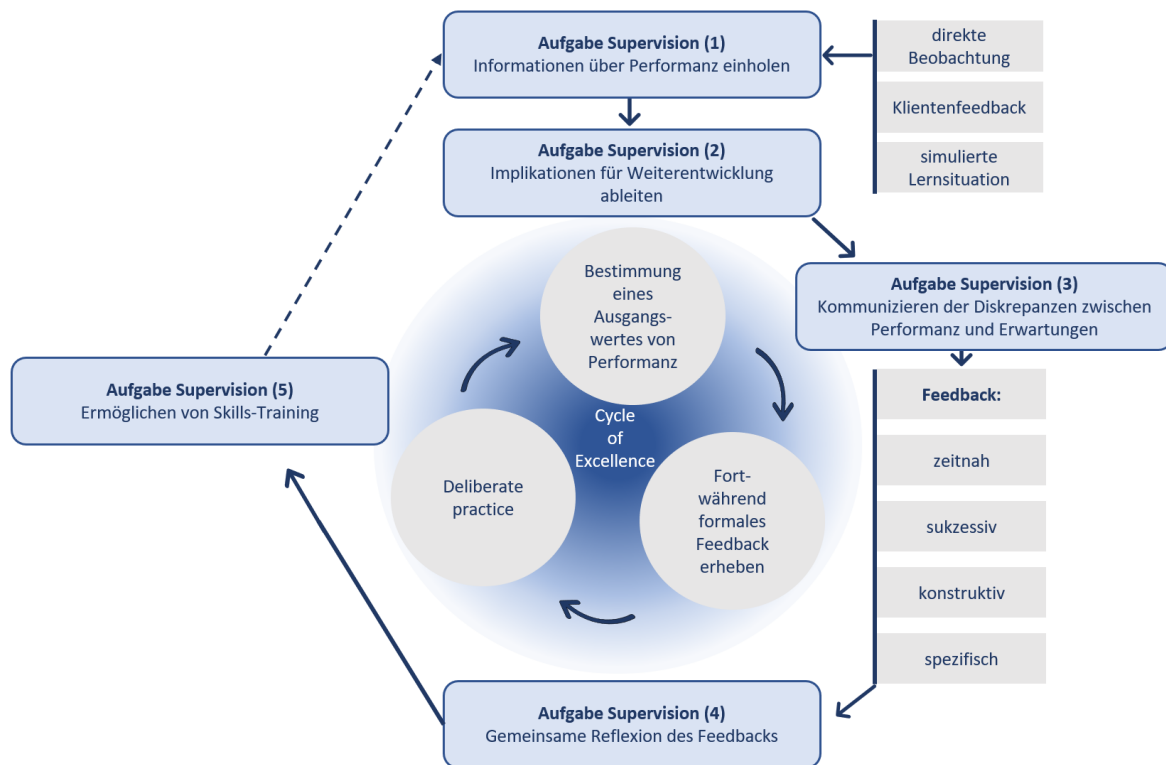 Aufgabe Supervision (1)
Informationen über Performanz einholen
direkte
Beobachtung
Klientenfeedback
simulierte
Lernsituation
Aufgabe Supervision (2)
Implikationen für Weiterentwicklung
ableiten
Aufgabe Supervision (3)
Kommunizieren der Diskrepanzen zwischen
Performanz und Erwartungen
Feedback:
zeitnah
sukzessiv
konstruktiv
spezifisch
Aufgabe Supervision (4)
Gemeinsame Reflexion des Feedbacks
Aufgabe Supervision (5)
Ermöglichen von Skills-Training
Bestimmung
eines
Ausgangs-
wertes von
Performanz
Cycle
of
Excellence
Fort-
während
formales
Feedback
erheben
Deliberate
practice